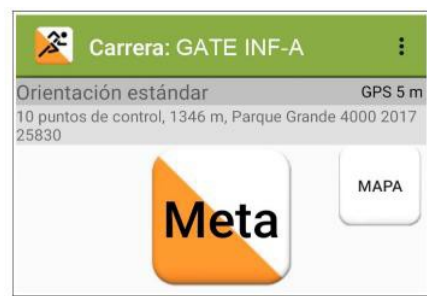 Carrera: GATE INF-A
Orientación estándar GPS 5 m
10 puntos de control, 1346 m, Parque Grande 4000 2017
25830
Meta
MAPA